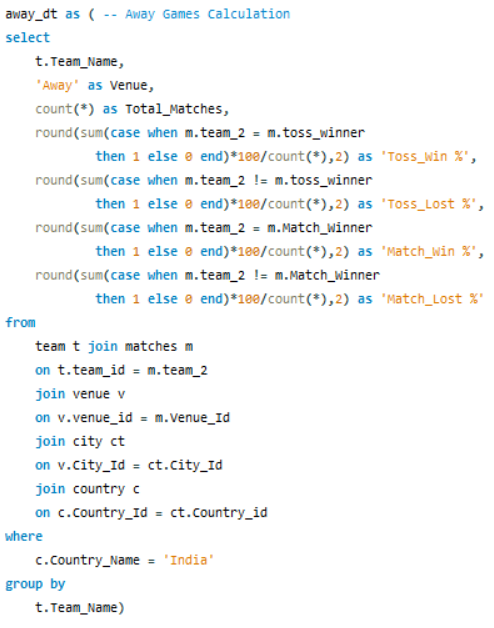 away_dt as ( -- Away Games Calculation
select
    t.Team_Name,
    'Away' as Venue,
    count(*) as Total_Matches,
    round(sum(case when m.team_2 = m.toss_winner
            then 1 else 0 end)*100/count(*),2) as 'Toss_Win %',
    round(sum(case when m.team_2 != m.toss_winner
            then 1 else 0 end)*100/count(*),2) as 'Toss_Lost %',
    round(sum(case when m.team_2 = m.Match_Winner
            then 1 else 0 end)*100/count(*),2) as 'Match_Win %',
    round(sum(case when m.team_2 != m.Match_Winner
            then 1 else 0 end)*100/count(*),2) as 'Match_Lost %'
from
    team t join matches m
    on t.team_id = m.team_2
    join venue v
    on v.venue_id = m.Venue_Id
    join city ct
    on v.City_Id = ct.City_Id
    join country c
    on c.Country_Id = ct.Country_id
where
    c.Country_Name = 'India'
group by
    t.Team_Name)